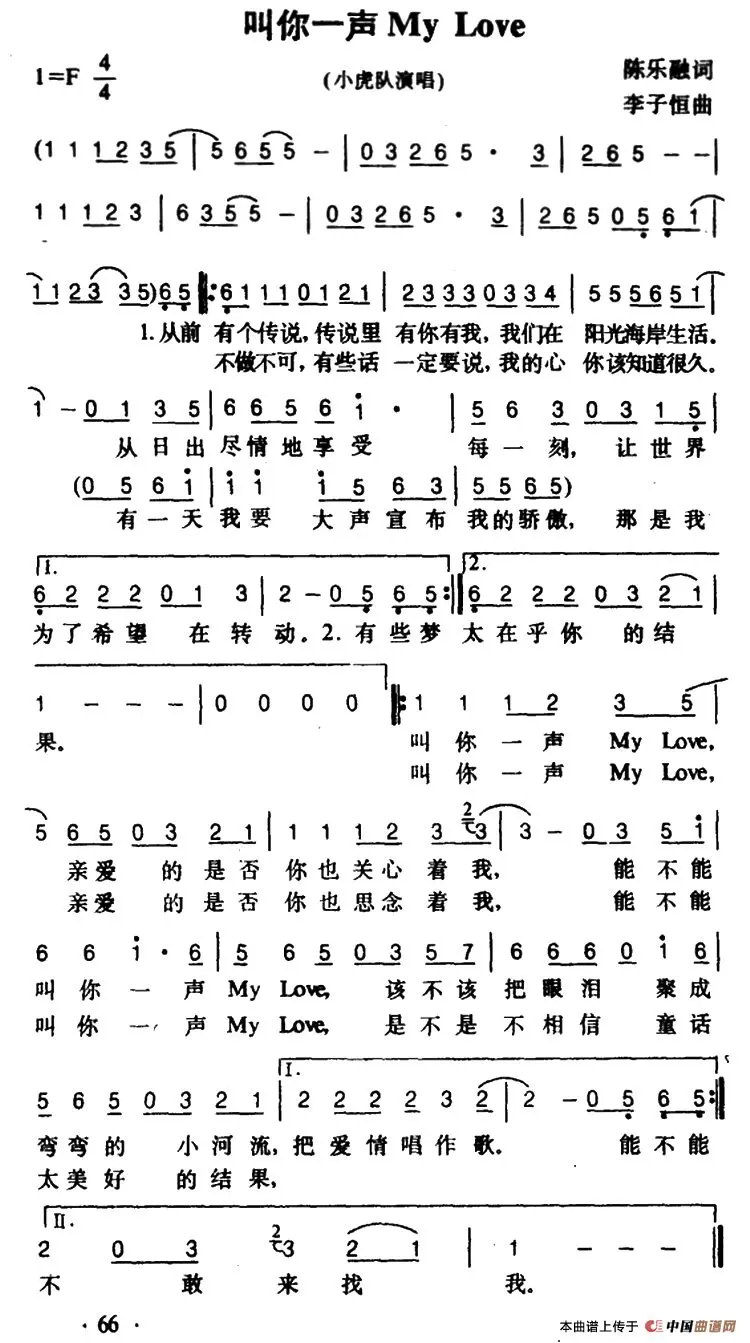 叫你一声 My Love
1=F 4/4
(小虎队演唱)
陈乐融词
李子恒曲
(1 1 1 2 3 5 | 5 6 5 5 - | 0 3 2 6 5 · 3 | 2 6 5 - - |
1 1 1 2 3 | 6 3 5 5 - | 0 3 2 6 5 · 3 | 2 6 5 0 5 6 1 |
1 1 2 3 3 5) 6 5 |: 6 1 1 1 0 1 2 1 | 2 3 3 3 0 3 3 4 | 5 5 5 5 6 5 1 |
1.从前 有个传说,传说里 有你有我,我们在 阳光海岸生活。
不做不可,有些话 一定要说,我的心 你该知道很久。
1 - 0 1 3 5 | 6 6 5 6 1 · | 5 6 3 0 3 1 5 |
从日出 尽情地享受 每一刻, 让世界
(0 5 6 1 | 1 1 1 5 6 3 | 5 5 6 5)
有一天 我要 大声宣布 我的骄傲, 那是我
1. 2.
6 2 2 2 0 1 3 | 2 - 0 5 6 5 :| 6 2 2 2 0 3 2 1 |
为了希望 在转动。2.有些梦 太在乎你 的结
1 - - - | 0 0 0 0 |: 1 1 1 2 3 5 |
果。 叫你一声 My Love,
叫你一声 My Love,
5 6 5 0 3 2 1 | 1 1 1 2 3 2 3 | 3 - 0 3 5 1 |
亲爱的是否 你也关心着我, 能不能
亲爱的是否 你也思念着我, 能不能
6 6 1 · 6 | 5 6 5 0 3 5 7 | 6 6 6 0 1 6 |
叫你一声 My Love, 该不该 把眼泪 聚成
叫你一声 My Love, 是不是 不相信 童话
I.
5 6 5 0 3 2 1 | 2 2 2 2 3 2 | 2 - 0 5 6 5 :|
弯弯的 小河流,把爱情唱作歌。 能不能
太美好 的结果,
II.
2 0 3 2 3 2 1 | 1 - - - |
不 敢 来找 我。
· 66 ·
本曲谱上传于 中国曲谱网